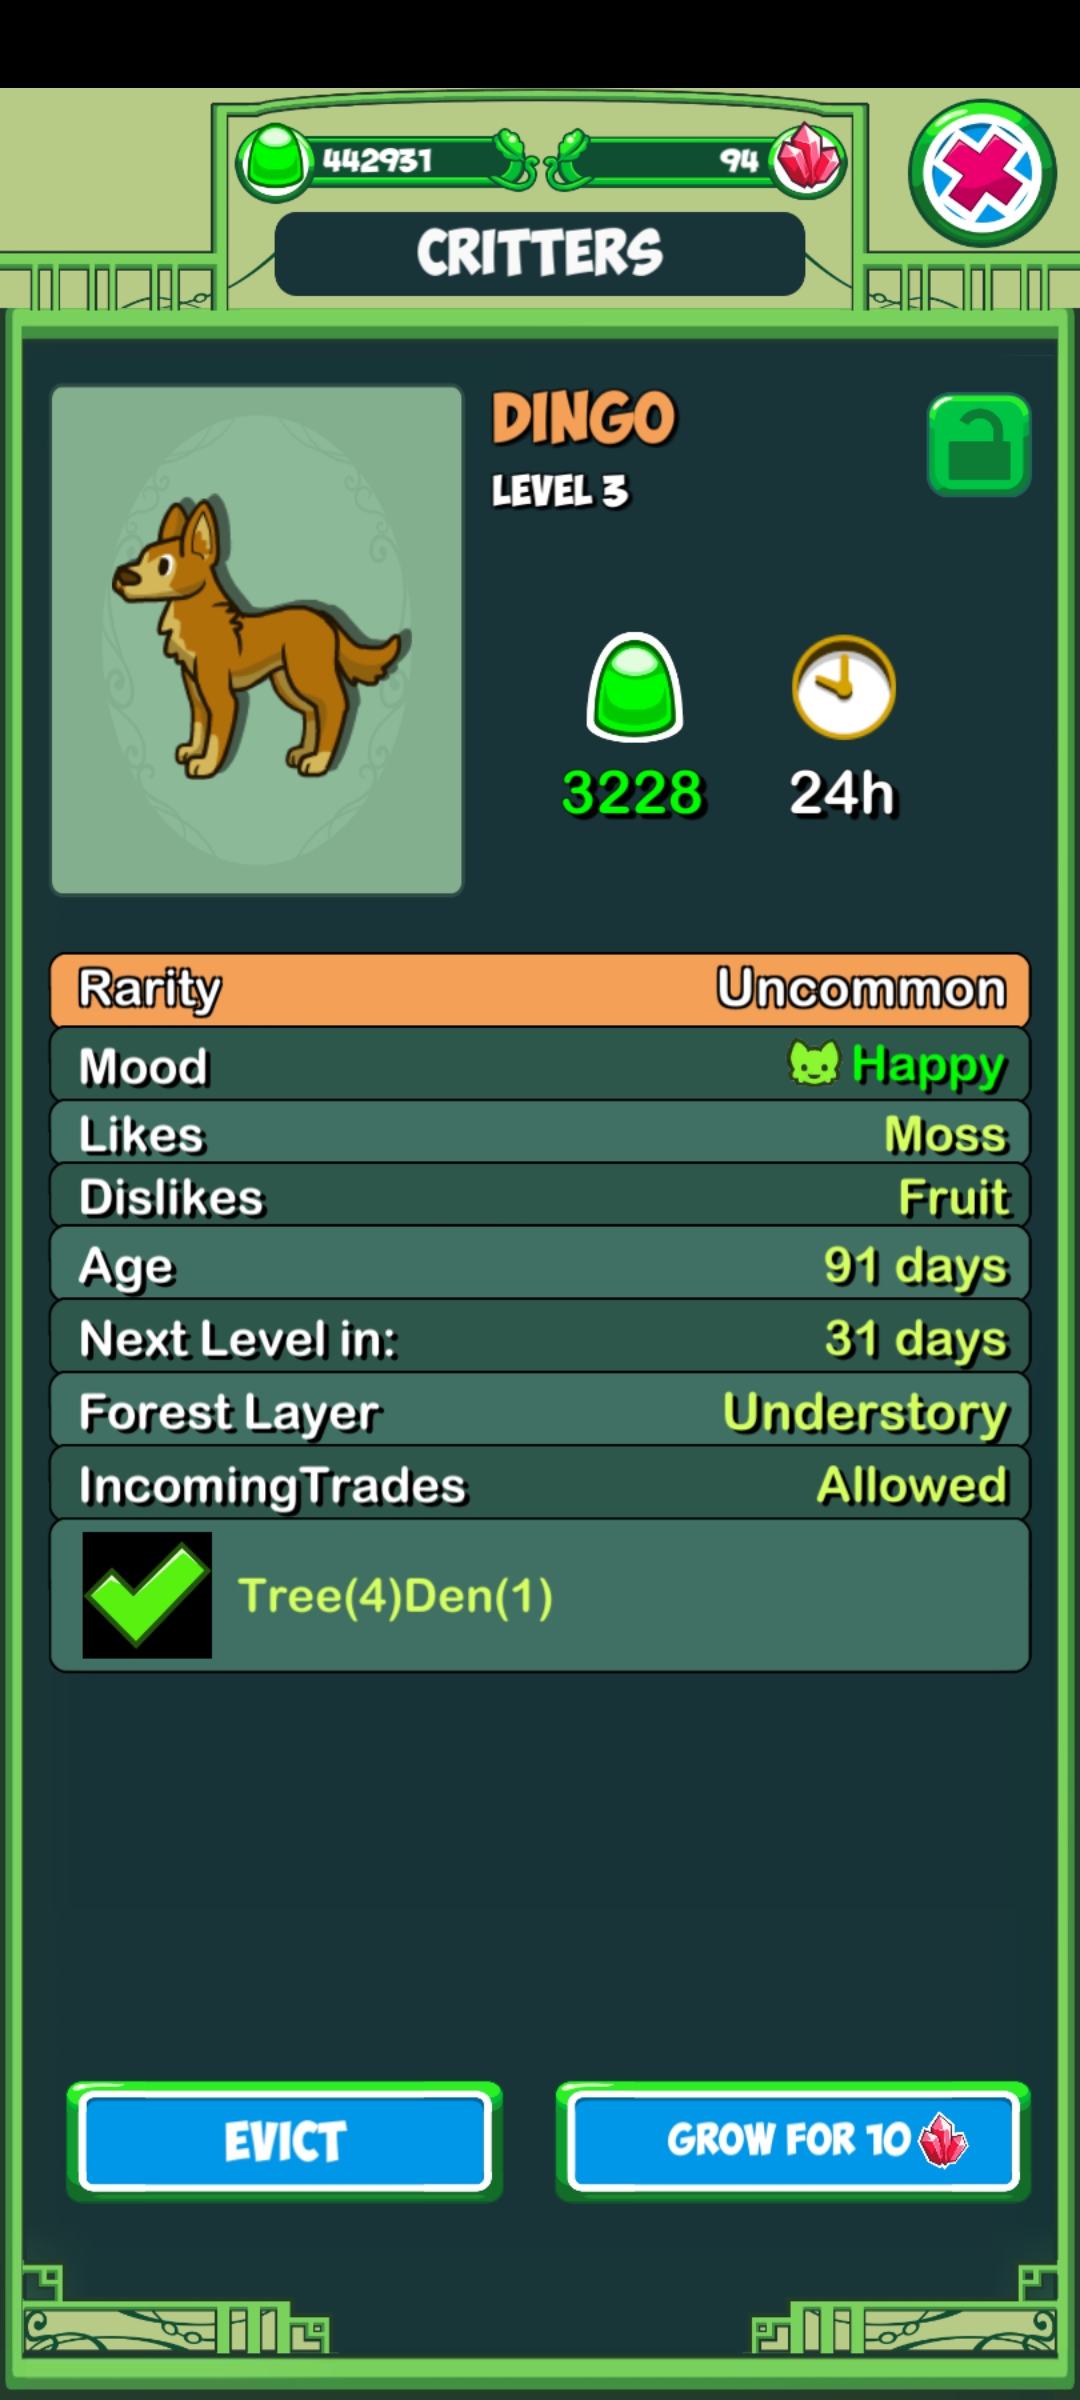 442931 94
CRITTERS
DINGO
LEVEL 3
3228 24h
Rarity Uncommon
Mood Happy
Likes Moss
Dislikes Fruit
Age 91 days
Next Level in: 31 days
Forest Layer Understory
IncomingTrades Allowed
Tree(4)Den(1)
EVICT GROW FOR 10